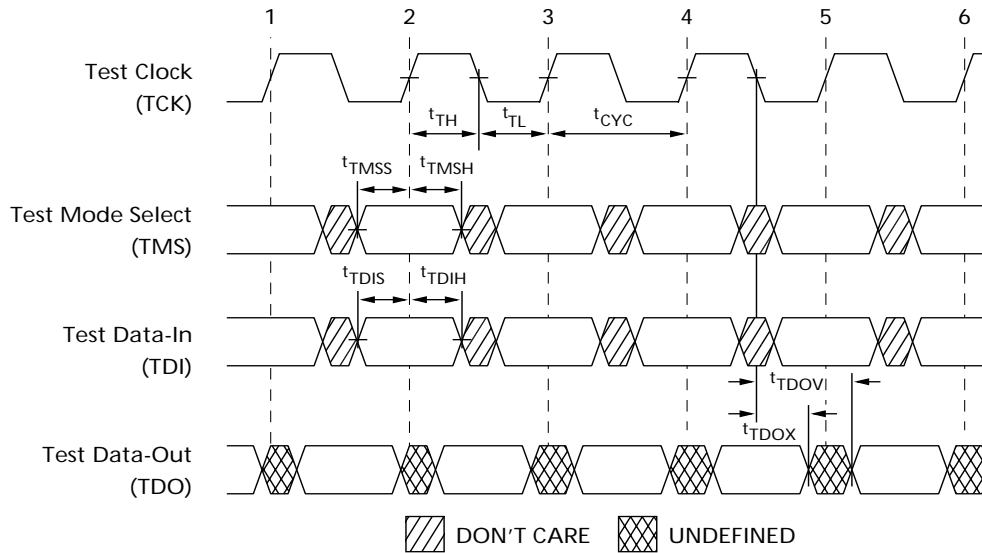 1 2 3 4 5 6
Test Clock
(TCK)
tTH tTL tCYC
tTMSS tTMSH
Test Mode Select
(TMS)
tTDIS tTDIH
Test Data-In
(TDI)
tTDOV
tTDOX
Test Data-Out
(TDO)
DON'T CARE UNDEFINED